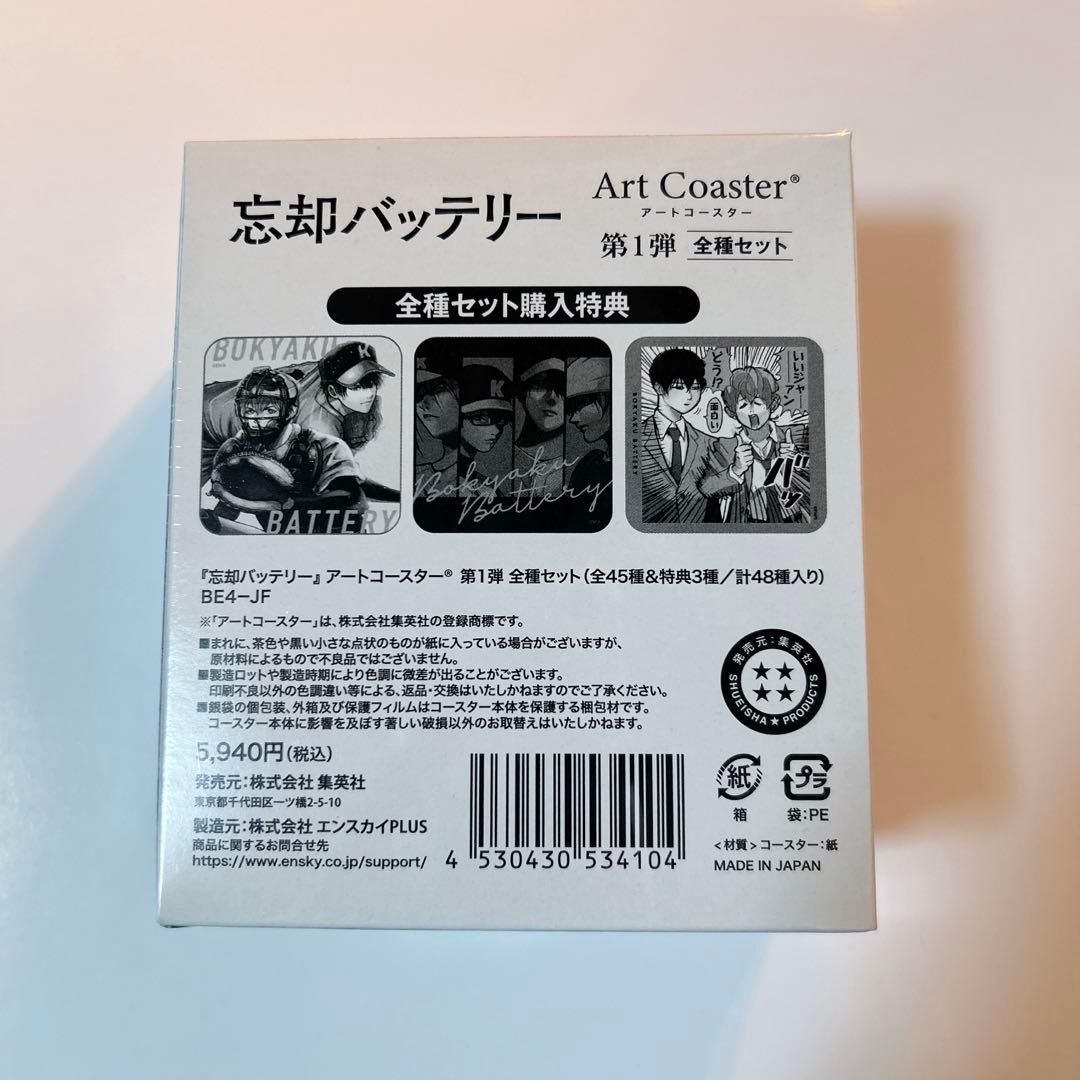 忘却バッテリー
Art Coaster®
アートコースター
第1弾 全種セット
全種セット購入特典
BOKYAKU
BATTERY
K
K
Bokyaku
Battery
BOKYAKU BATTERY
いいジャーァン
どう!?
面白い
バッ
『忘却バッテリー』アートコースター® 第1弾 全種セット(全45種&特典3種/計48種入り)
BE4-JF
※「アートコースター」は、株式会社集英社の登録商標です。
■まれに、茶色や黒い小さな点状のものが紙に入っている場合がございますが、
原材料によるもので不良品ではございません。
■製造ロットや製造時期により色調に微差が出ることがございます。
印刷不良以外の色調違い等による、返品・交換はいたしかねますのでご了承ください。
■銀袋の個包装、外箱及び保護フィルムはコースター本体を保護する梱包材です。
コースター本体に影響を及ぼす著しい破損以外のお取替えはいたしかねます。
5,940円(税込)
発売元:株式会社 集英社
東京都千代田区一ツ橋2-5-10
製造元:株式会社 エンスカイPLUS
商品に関するお問合せ先
https://www.ensky.co.jp/support/
4 530430 534104
発売元:集英社
SHUEISHA★PRODUCTS
紙
箱
プラ
袋:PE
<材質>コースター:紙
MADE IN JAPAN